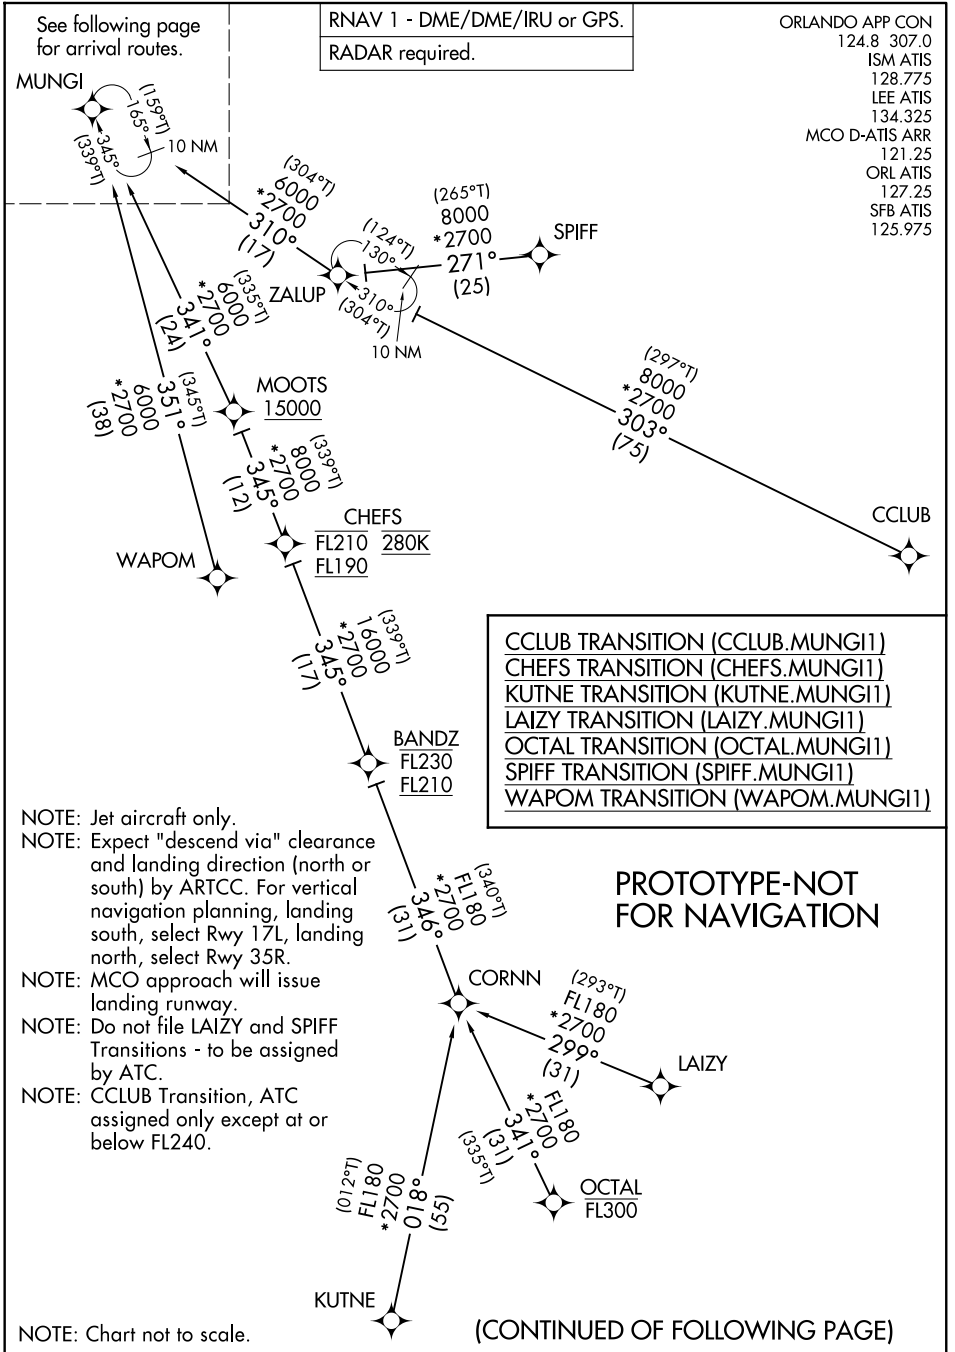 See following page
for arrival routes.
RNAV 1 - DME/DME/IRU or GPS.
RADAR required.
ORLANDO APP CON
124.8 307.0
ISM ATIS
128.775
LEE ATIS
134.325
MCO D-ATIS ARR
121.25
ORL ATIS
127.25
SFB ATIS
125.975
MUNGI
(159°T)
165°
345°
(339°T)
10 NM
(304°T)
6000
*2700
310°
(17)
(265°T)
8000
*2700
271°
(25)
SPIFF
ZALUP
(124°T)
130°
310°
(304°T)
10 NM
(335°T)
6000
*2700
341°
(24)
(297°T)
8000
*2700
303°
(75)
CCLUB
(345°T)
351°
6000
*2700
(38)
MOOTS
15000
(339°T)
8000
*2700
345°
(12)
CHEFS
FL210 280K
FL190
WAPOM
(339°T)
16000
*2700
345°
(17)
CCLUB TRANSITION (CCLUB.MUNGI1)
CHEFS TRANSITION (CHEFS.MUNGI1)
KUTNE TRANSITION (KUTNE.MUNGI1)
LAIZY TRANSITION (LAIZY.MUNGI1)
OCTAL TRANSITION (OCTAL.MUNGI1)
SPIFF TRANSITION (SPIFF.MUNGI1)
WAPOM TRANSITION (WAPOM.MUNGI1)
BANDZ
FL230
FL210
NOTE: Jet aircraft only.
NOTE: Expect "descend via" clearance
and landing direction (north or
south) by ARTCC. For vertical
navigation planning, landing
south, select Rwy 17L, landing
north, select Rwy 35R.
NOTE: MCO approach will issue
landing runway.
NOTE: Do not file LAIZY and SPIFF
Transitions - to be assigned
by ATC.
NOTE: CCLUB Transition, ATC
assigned only except at or
below FL240.
(340°T)
FL180
*2700
346°
(31)
PROTOTYPE-NOT
FOR NAVIGATION
CORNN
(293°T)
FL180
*2700
299°
(31)
LAIZY
FL180
*2700
341°
(31)
(335°T)
OCTAL
FL300
(012°T)
FL180
*2700
018°
(55)
KUTNE
NOTE: Chart not to scale.
(CONTINUED OF FOLLOWING PAGE)